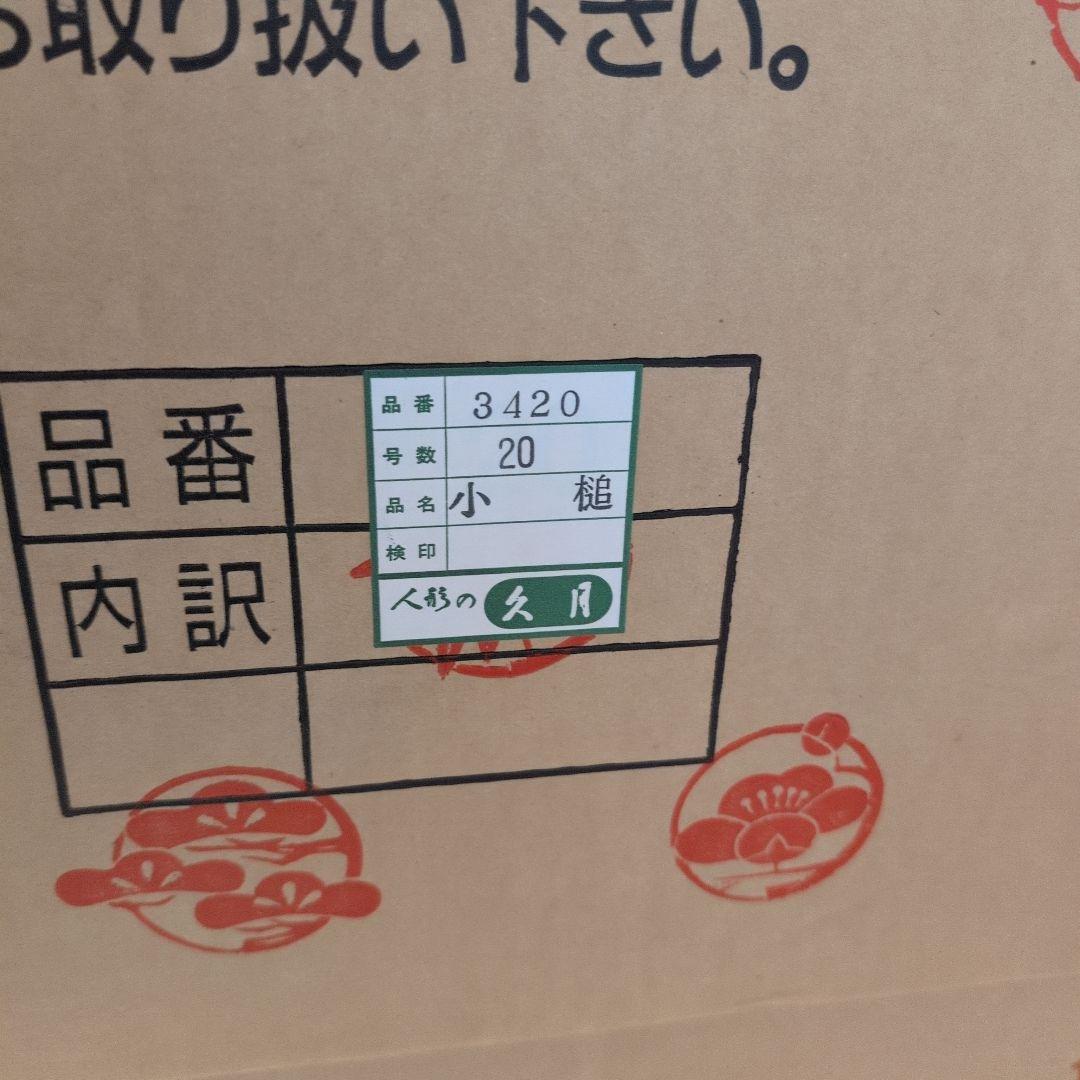 お取り扱い下さい。
品番
品番 3420
号数 20
品名 小 槌
検印
人形の 久月
内訳